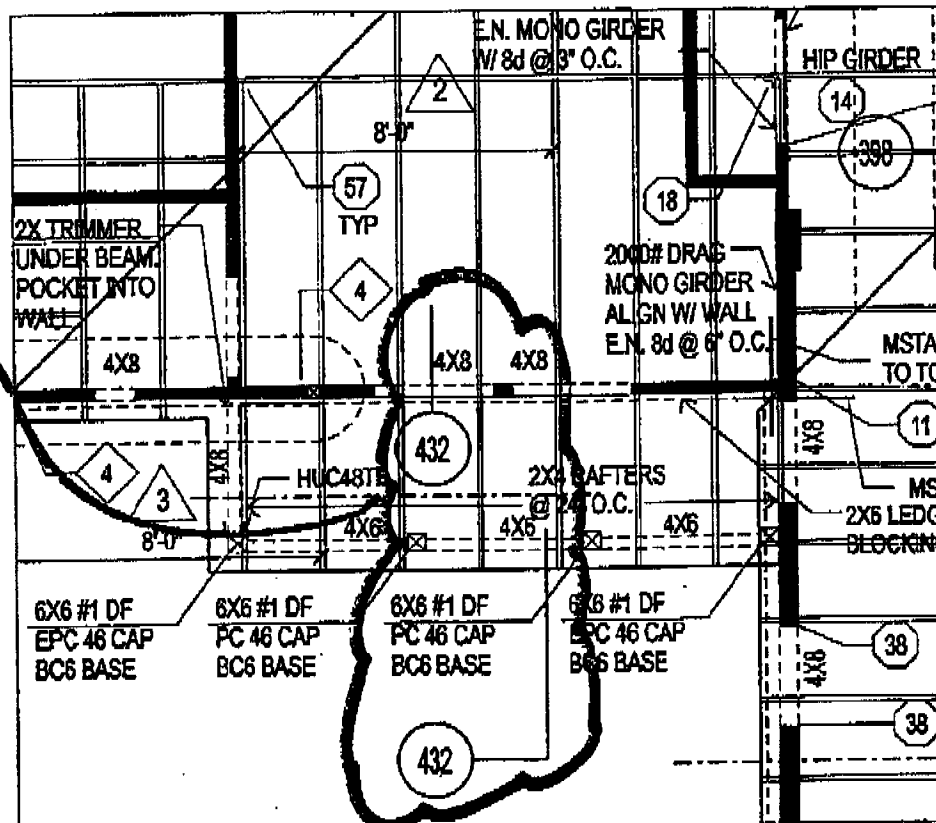 E.N. MONO GIRDER
W/ 8d @ 3" O.C.
HIP GIRDER
2
14
8'-0"
398
57
TYP
18
2X TRIMMER
UNDER BEAM.
POCKET INTO
WALL
4
2000# DRAG
MONO GIRDER
ALIGN W/ WALL
E.N. 8d @ 6" O.C.
4X8
4X8
4X8
MSTA
TO TO
11
4X8
432
4
3
4X8
HUC48TF
2X4 RAFTERS
@ 24" O.C.
MS
2X6 LEDG
BLOCKIN
8'-0"
4X6
4X6
4X6
6X6 #1 DF
EPC 46 CAP
BC6 BASE
6X6 #1 DF
PC 46 CAP
BC6 BASE
6X6 #1 DF
PC 46 CAP
BC6 BASE
6X6 #1 DF
EPC 46 CAP
BC6 BASE
38
4X8
38
432